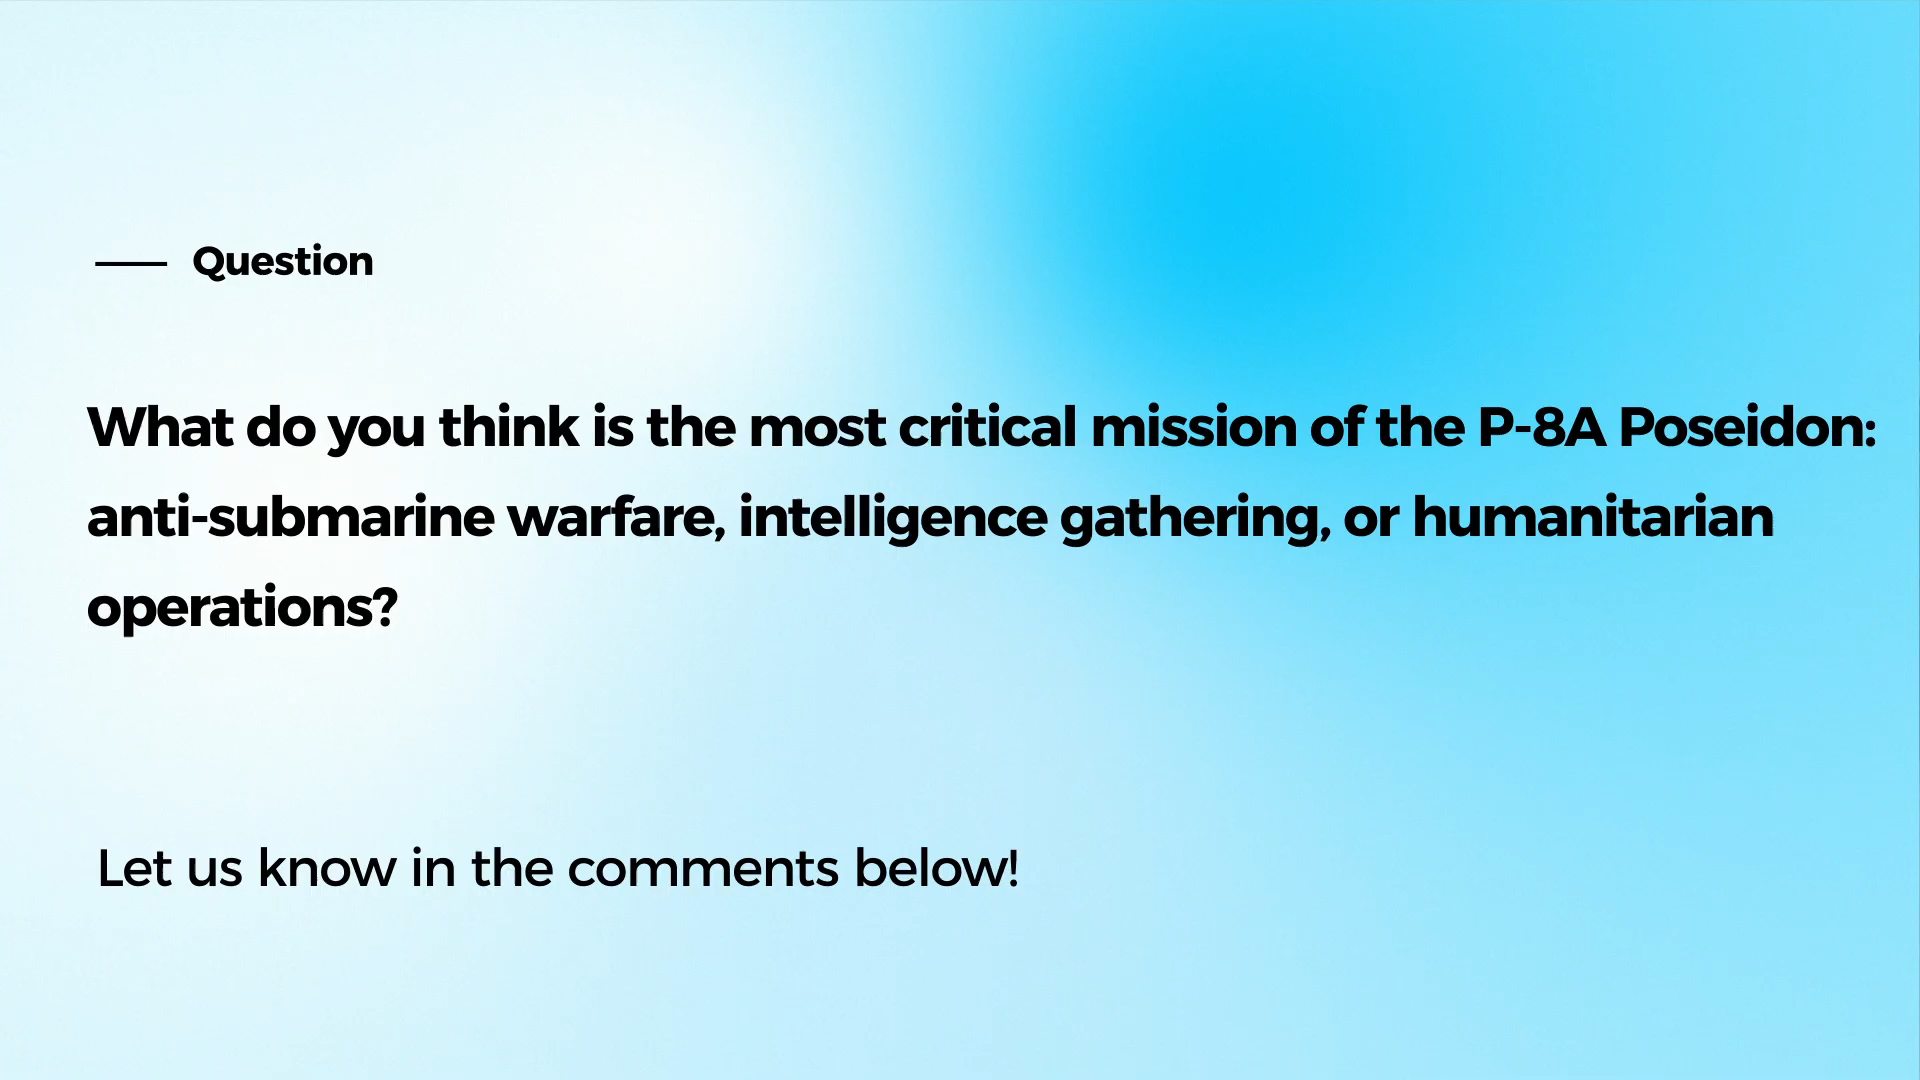 Question
What do you think is the most critical mission of the P-8A Poseidon:
anti-submarine warfare, intelligence gathering, or humanitarian
operations?
Let us know in the comments below!